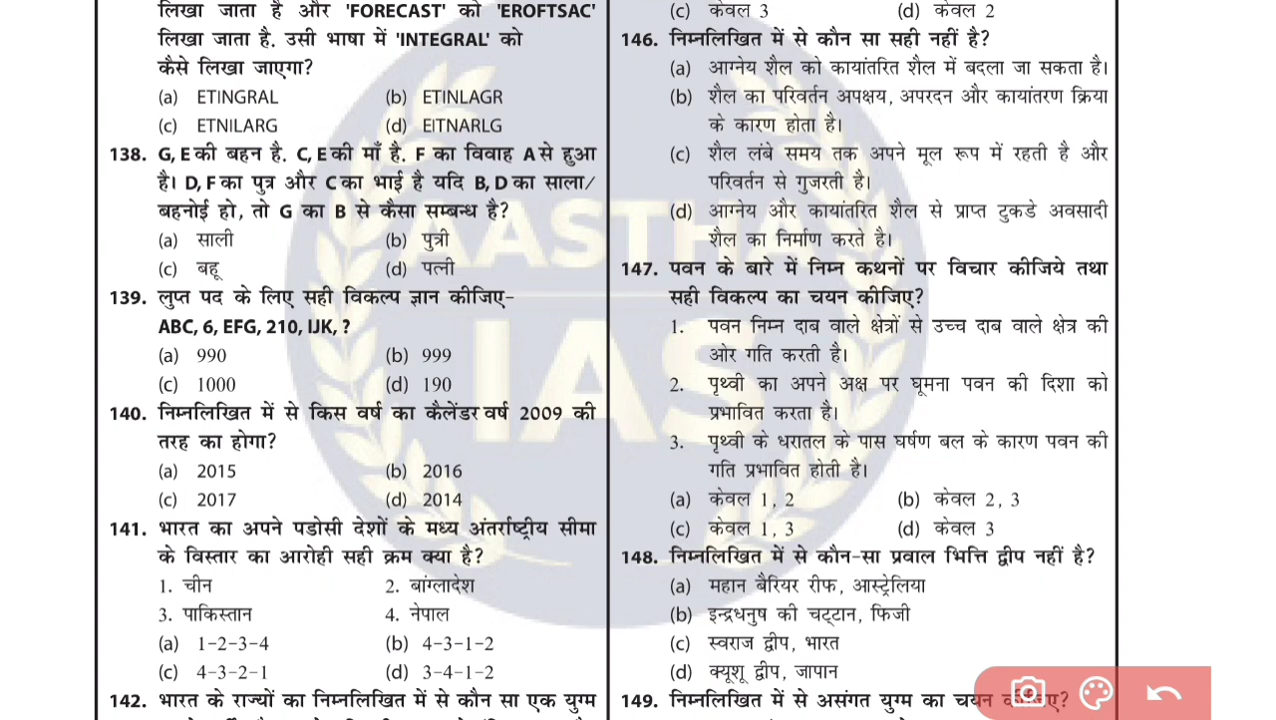 लिखा जाता है और 'FORECAST' को 'EROFTSAC'
लिखा जाता है. उसी भाषा में 'INTEGRAL' को
कैसे लिखा जाएगा?
(a) ETINGRAL (b) ETINLAGR
(c) ETNILARG (d) EITNARLG
138. G, E की बहन है. C, E की माँ है. F का विवाह A से हुआ
है। D, F का पुत्र और C का भाई है यदि B, D का साला/
बहनोई हो, तो G का B से कैसा सम्बन्ध है?
(a) साली (b) पुत्री
(c) बहू (d) पत्नी
139. लुप्त पद के लिए सही विकल्प ज्ञान कीजिए-
ABC, 6, EFG, 210, IJK, ?
(a) 990 (b) 999
(c) 1000 (d) 190
140. निम्नलिखित में से किस वर्ष का कैलेंडर वर्ष 2009 की
तरह का होगा?
(a) 2015 (b) 2016
(c) 2017 (d) 2014
141. भारत का अपने पडोसी देशों के मध्य अंतर्राष्ट्रीय सीमा
के विस्तार का आरोही सही क्रम क्या है?
1. चीन 2. बांग्लादेश
3. पाकिस्तान 4. नेपाल
(a) 1-2-3-4 (b) 4-3-1-2
(c) 4-3-2-1 (d) 3-4-1-2
142. भारत के राज्यों का निम्नलिखित में से कौन सा एक युग्म
(c) केवल 3 (d) केवल 2
146. निम्नलिखित में से कौन सा सही नहीं है?
(a) आग्नेय शैल को कायांतरित शैल में बदला जा सकता है।
(b) शैल का परिवर्तन अपक्षय, अपरदन और कायांतरण क्रिया
के कारण होता है।
(c) शैल लंबे समय तक अपने मूल रूप में रहती है और
परिवर्तन से गुजरती है।
(d) आग्नेय और कायांतरित शैल से प्राप्त टुकडे अवसादी
शैल का निर्माण करते है।
147. पवन के बारे में निम्न कथनों पर विचार कीजिये तथा
सही विकल्प का चयन कीजिए?
1. पवन निम्न दाब वाले क्षेत्रों से उच्च दाब वाले क्षेत्र की
ओर गति करती है।
2. पृथ्वी का अपने अक्ष पर घूमना पवन की दिशा को
प्रभावित करता है।
3. पृथ्वी के धरातल के पास घर्षण बल के कारण पवन की
गति प्रभावित होती है।
(a) केवल 1, 2 (b) केवल 2, 3
(c) केवल 1, 3 (d) केवल 3
148. निम्नलिखित में से कौन-सा प्रवाल भित्ति द्वीप नहीं है?
(a) महान बैरियर रीफ, आस्ट्रेलिया
(b) इन्द्रधनुष की चट्टान, फिजी
(c) स्वराज द्वीप, भारत
(d) क्यूशू द्वीप, जापान
149. निम्नलिखित में से असंगत युग्म का चयन कीजिए?
AASTHA
IAS